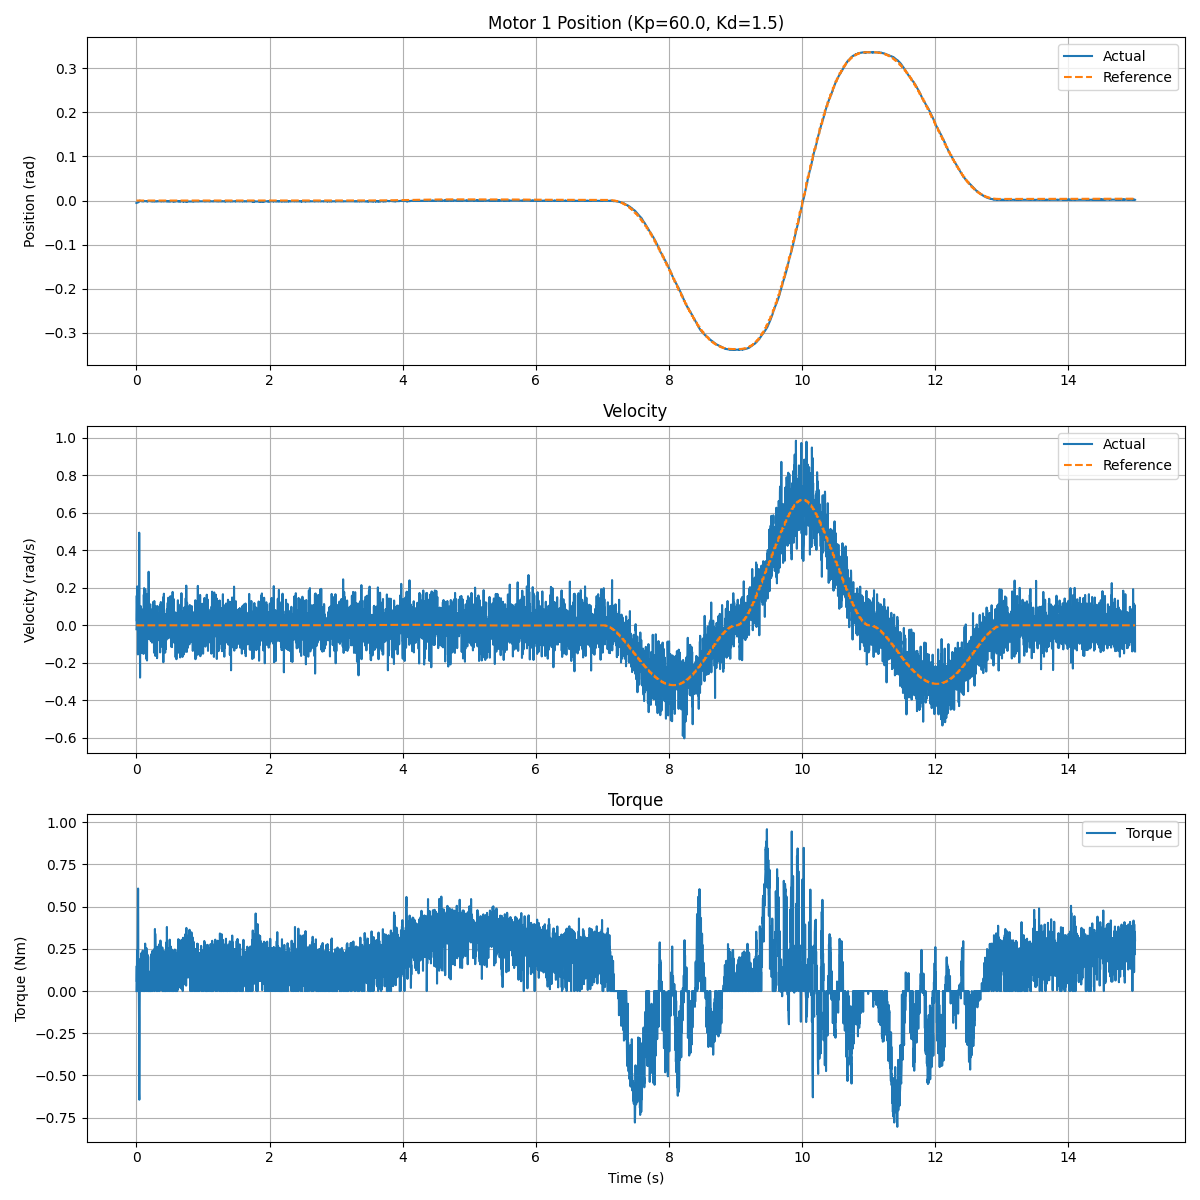 Motor 1 Position (Kp=60.0, Kd=1.5)
Position (rad)
0.3
0.2
0.1
0.0
−0.1
−0.2
−0.3
Actual
Reference
0 2 4 6 8 10 12 14
Velocity
Velocity (rad/s)
1.0
0.8
0.6
0.4
0.2
0.0
−0.2
−0.4
−0.6
Actual
Reference
0 2 4 6 8 10 12 14
Torque
Torque (Nm)
1.00
0.75
0.50
0.25
0.00
−0.25
−0.50
−0.75
Torque
0 2 4 6 8 10 12 14
Time (s)